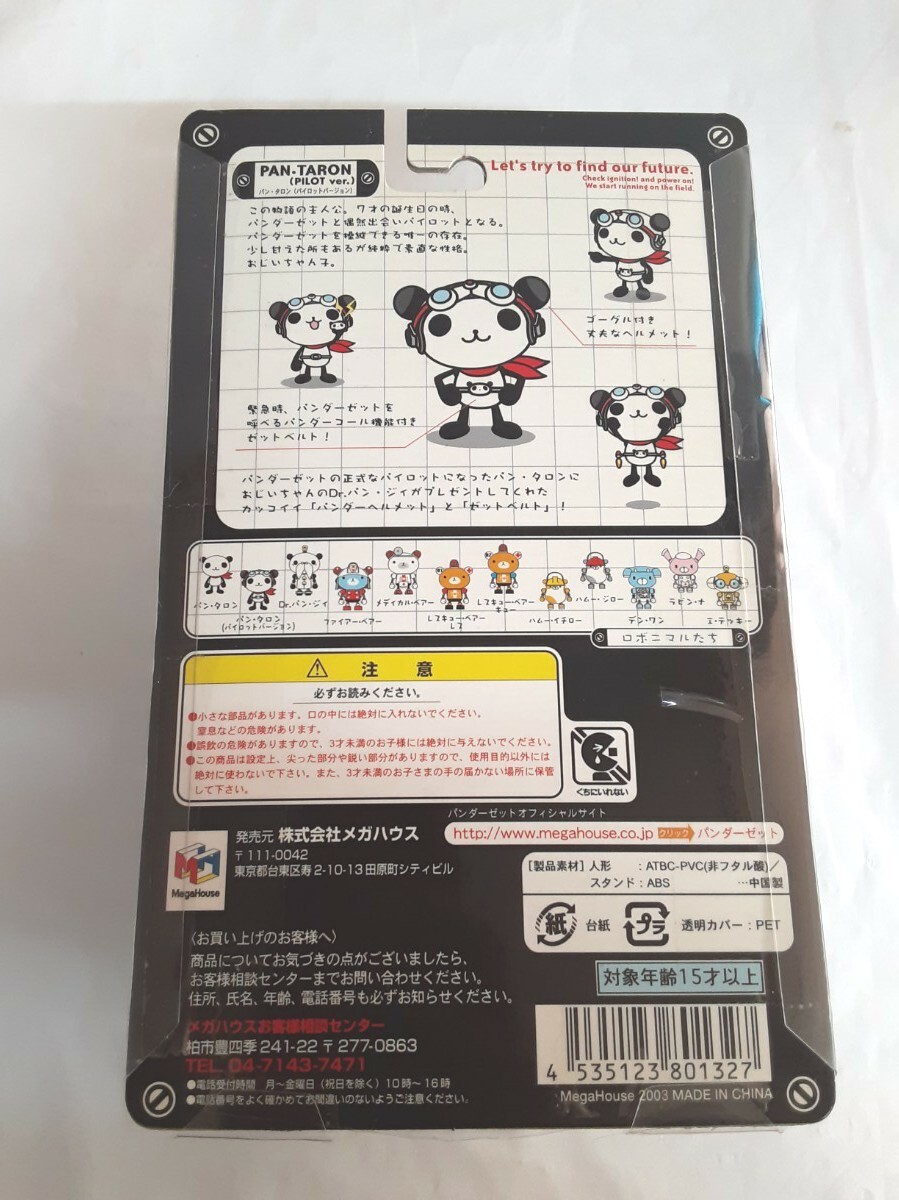 PAN-TARON
(PILOT ver.)
パン・タロン (パイロットバージョン)
Let's try to find our future.
Check ignition! and power on!
We start running on the field.
この物語の主人公。7才の誕生日の時、
パンダーゼットと偶然出会いパイロットとなる。
パンダーゼットを操縦できる唯一の存在。
少し甘えた所もあるが純粋で素直な性格。
おじいちゃん子。
ゴーグル付き
丈夫なヘルメット!
緊急時、パンダーゼットを
呼べるパンダーコール機能付き
ゼットベルト!
パンダーゼットの正式なパイロットになったパン・タロンに
おじいちゃんのDr.パン・ジイがプレゼントしてくれた
カッコイイ「パンダーヘルメット」と「ゼットベルト」!
パン・タロン
パン・タロン
(パイロットバージョン)
Dr.パン・ジイ
ファイアー・ベアー
メディカル・ベアー
レスキュー・ベアー
レス
レスキュー・ベアー
キュー
ハムー・イチロー
ハムー・ジロー
デン・ワン
ラビン・ナ
エ・テッキー
ロボニマルたち
注 意
必ずお読みください。
●小さな部品があります。口の中には絶対に入れないでください。
窒息などの危険があります。
●誤飲の危険がありますので、3才未満のお子様には絶対に与えないでください。
●この商品は設定上、尖った部分や鋭い部分がありますので、使用目的以外には
絶対に使わないで下さい。また、3才未満のお子さまの手の届かない場所に保管
して下さい。
くちにいれない
パンダーゼットオフィシャルサイト
http://www.megahouse.co.jp クリック パンダーゼット
MegaHouse
発売元 株式会社メガハウス
〒111-0042
東京都台東区寿2-10-13田原町シティビル
[製品素材] 人形 : ATBC-PVC(非フタル酸)/
スタンド : ABS …中国製
紙 台紙 プラ 透明カバー : PET
〈お買い上げのお客様へ〉
商品についてお気づきの点がございましたら、
お客様相談センターまでお問い合わせください。
住所、氏名、年齢、電話番号も必ずお知らせください。
対象年齢15才以上
メガハウスお客様相談センター
柏市豊四季241-22 〒277-0863
TEL. 04-7143-7471
●電話受付時間 月〜金曜日 (祝日を除く) 10時〜16時
●電話番号をよく確かめてお間違いのないようご注意ください。
4 535123 801327
MegaHouse 2003 MADE IN CHINA